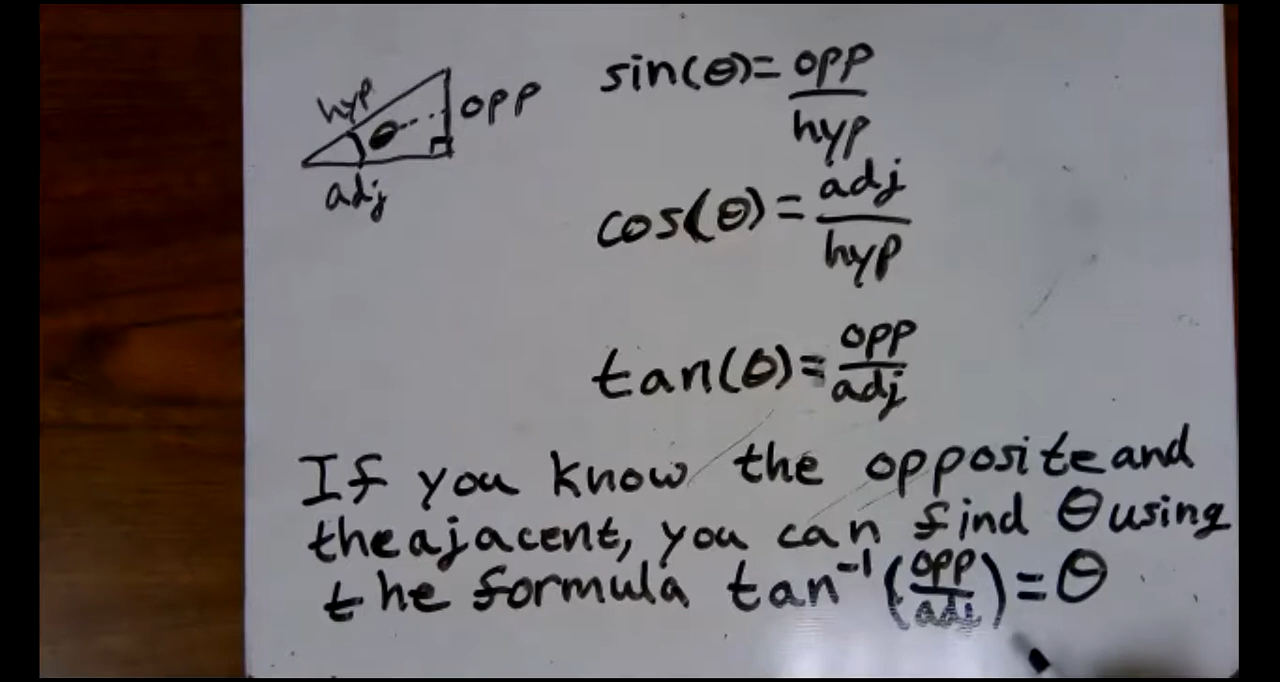 hyp
θ
opp
adj
sin(θ)=opp/hyp
cos(θ)=adj/hyp
tan(θ)=opp/adj
If you know the opposite and
the ajacent, you can find θ using
the formula tan⁻¹(opp/adj)=θ